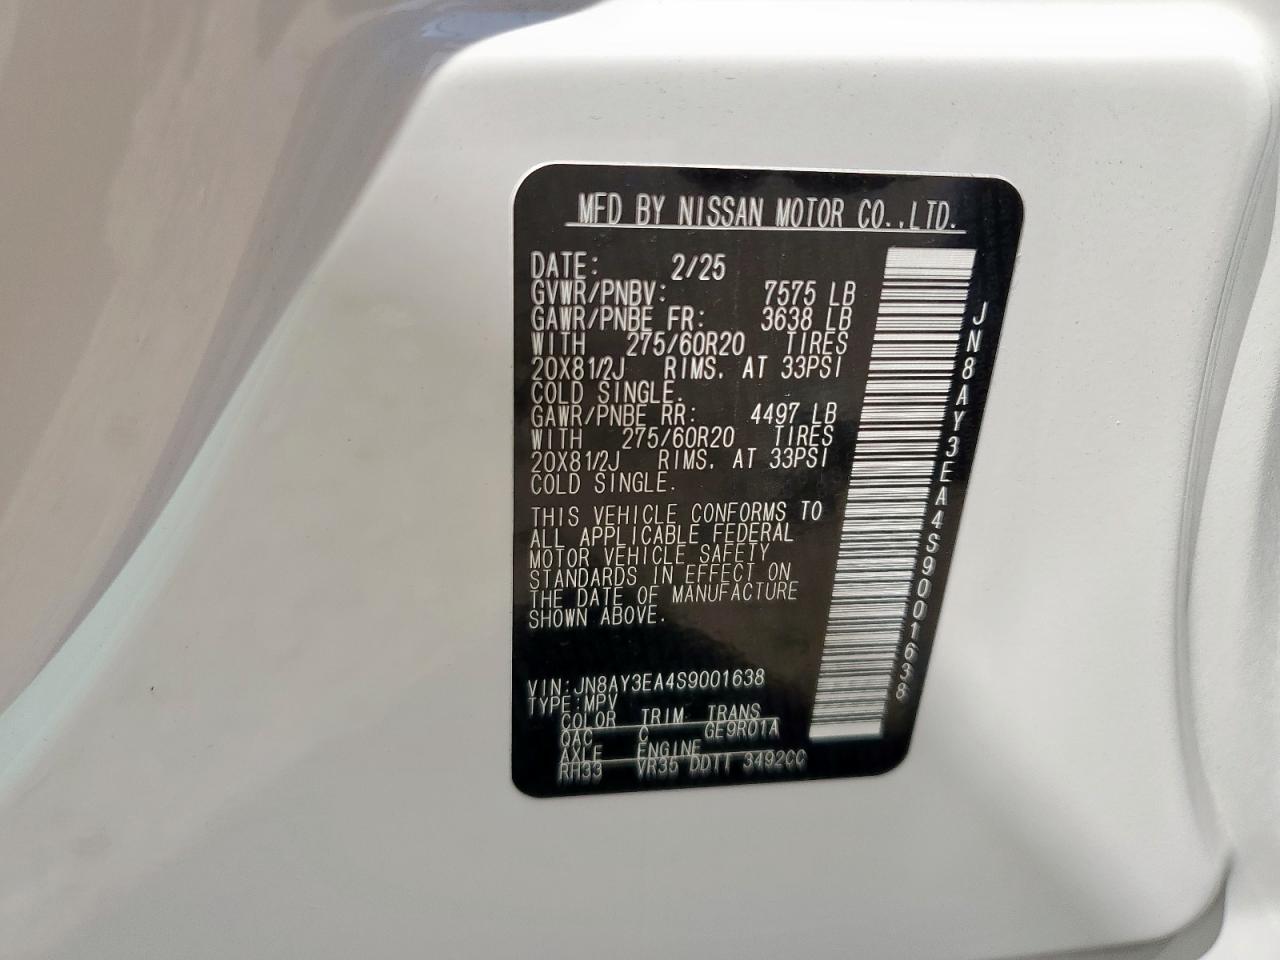 MFD BY NISSAN MOTOR CO.,LTD.
DATE: 2/25
GVWR/PNBV: 7575 LB
GAWR/PNBE FR: 3638 LB
WITH 275/60R20 TIRES
20X81/2J RIMS. AT 33PSI
COLD SINGLE.
GAWR/PNBE RR: 4497 LB
WITH 275/60R20 TIRES
20X81/2J RIMS. AT 33PSI
COLD SINGLE.
THIS VEHICLE CONFORMS TO
ALL APPLICABLE FEDERAL
MOTOR VEHICLE SAFETY
STANDARDS IN EFFECT ON
THE DATE OF MANUFACTURE
SHOWN ABOVE.
VIN:JN8AY3EA4S9001638
TYPE:MPV
COLOR TRIM TRANS
QAC C GE9R01A
AXLE ENGINE
RH33 VR35 DDTT 3492CC
JN8AY3EA4S9001638